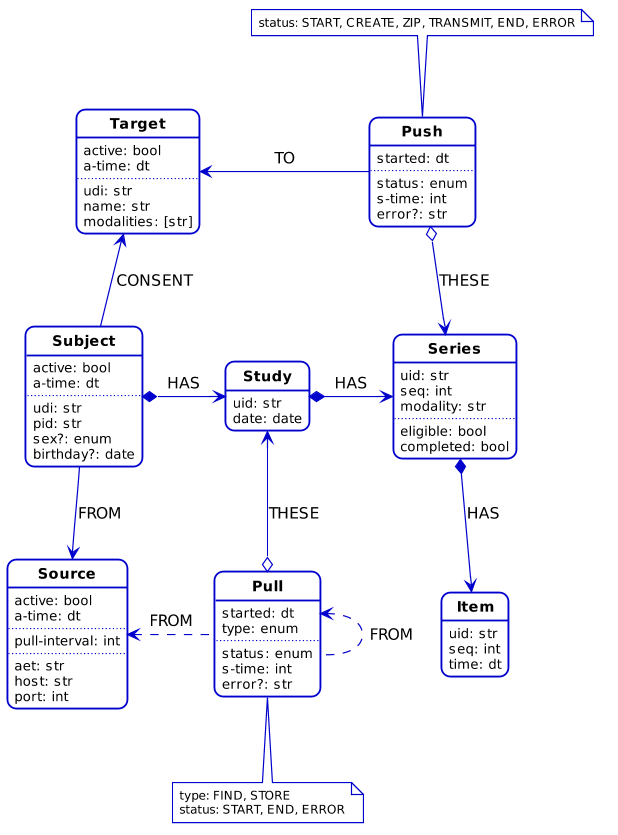 status: START, CREATE, ZIP, TRANSMIT, END, ERROR
Target
active: bool
a-time: dt
udi: str
name: str
modalities: [str]
TO
Push
started: dt
status: enum
s-time: int
error?: str
CONSENT
THESE
Subject
active: bool
a-time: dt
udi: str
pid: str
sex?: enum
birthday?: date
HAS
Study
uid: str
date: date
HAS
Series
uid: str
seq: int
modality: str
eligible: bool
completed: bool
FROM
THESE
HAS
Source
active: bool
a-time: dt
pull-interval: int
aet: str
host: str
port: int
FROM
Pull
started: dt
type: enum
status: enum
s-time: int
error?: str
FROM
Item
uid: str
seq: int
time: dt
type: FIND, STORE
status: START, END, ERROR